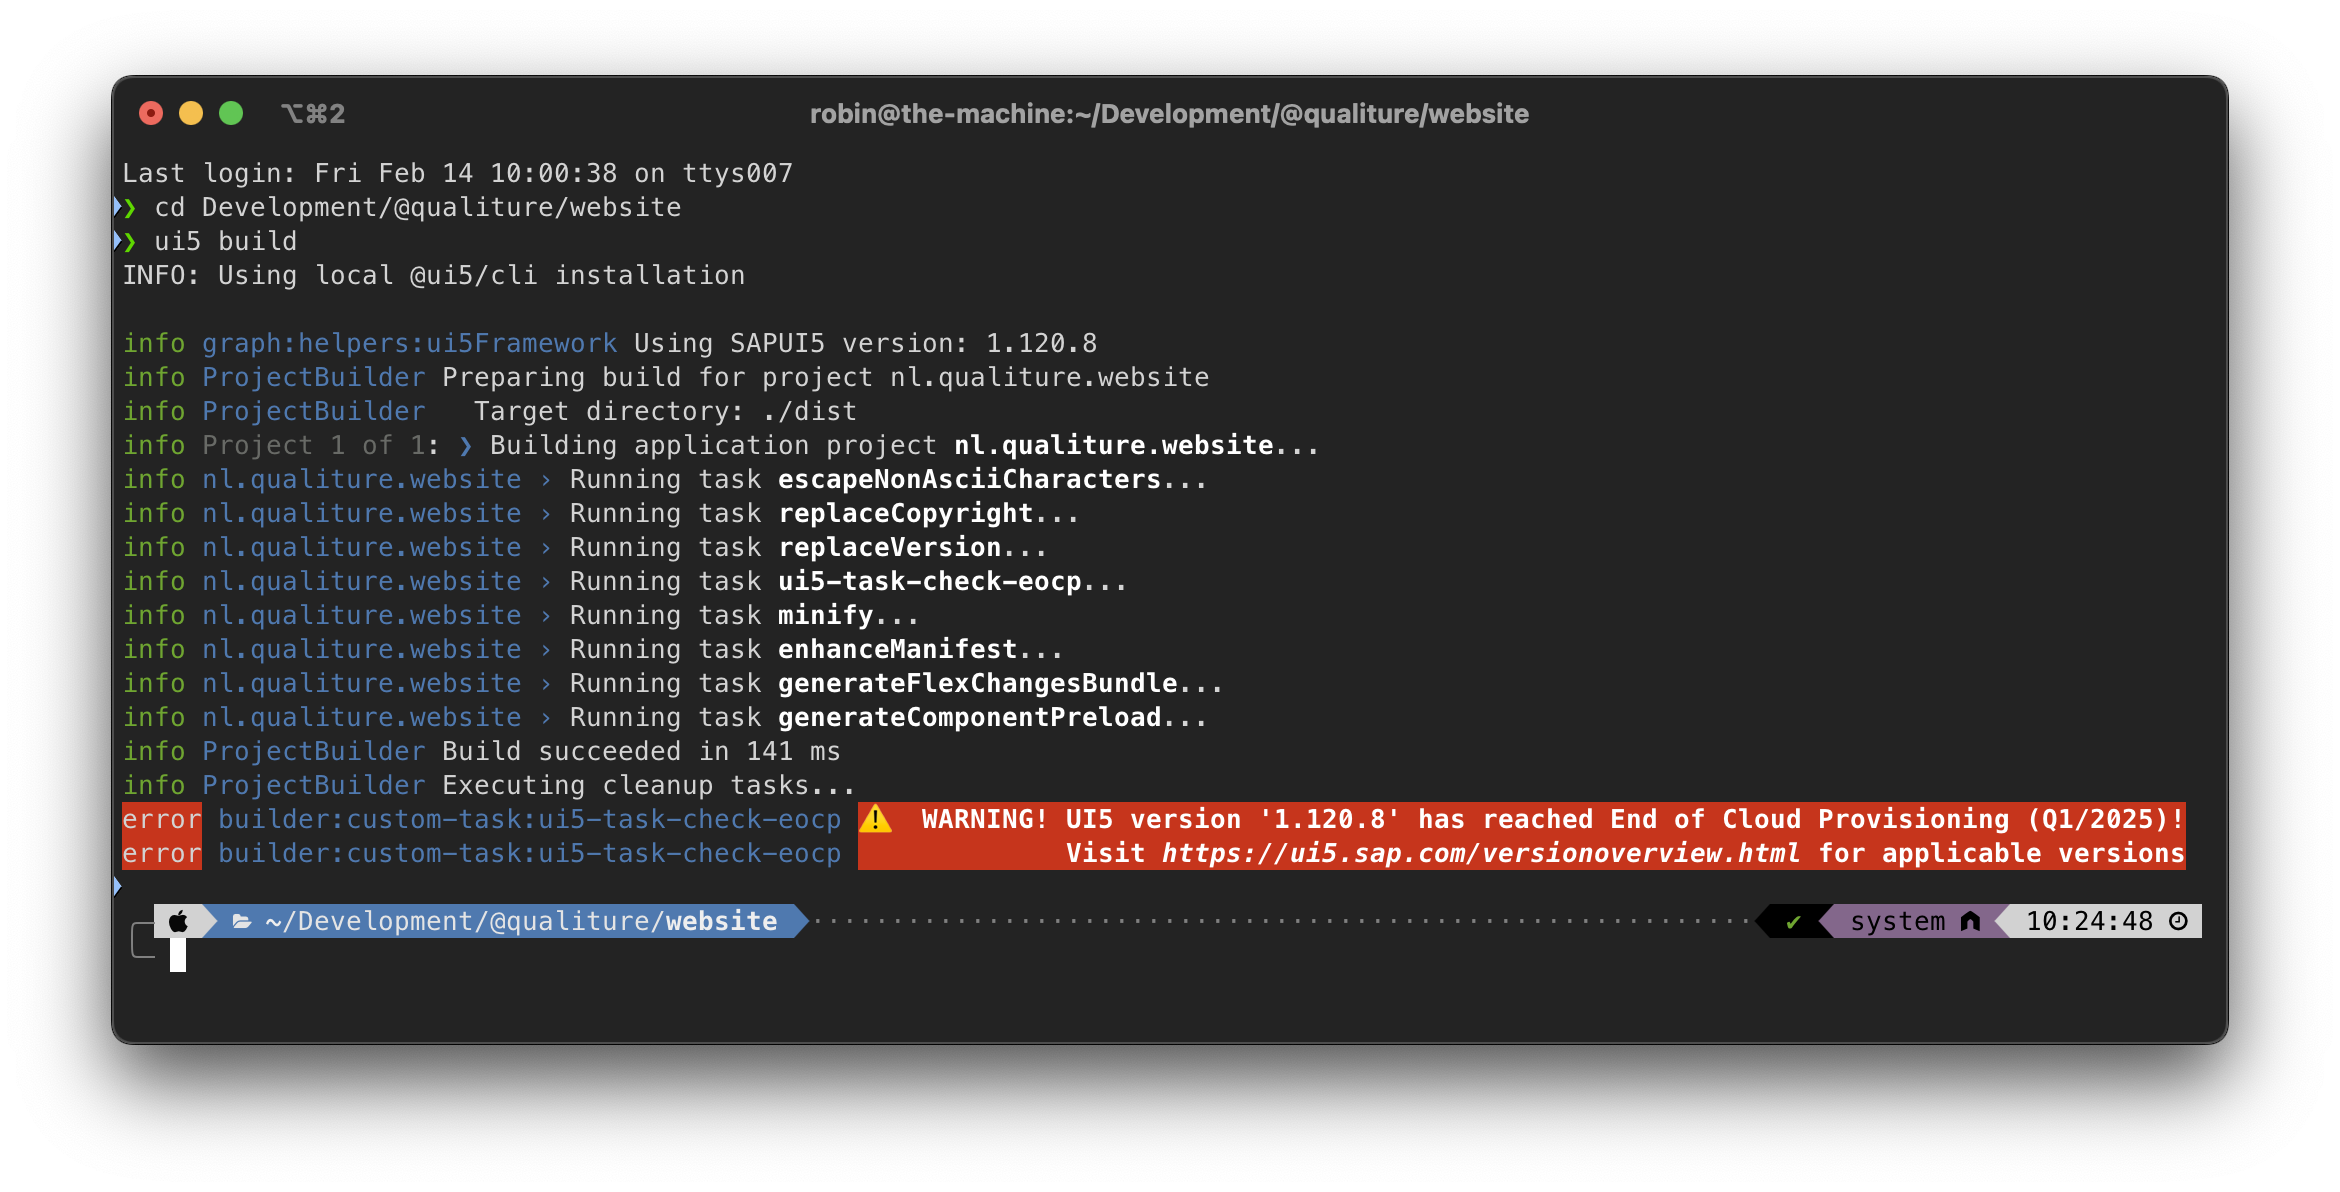 ⌥⌘2
robin@the-machine:~/Development/@qualiture/website
Last login: Fri Feb 14 10:00:38 on ttys007
❯ cd Development/@qualiture/website
❯ ui5 build
INFO: Using local @ui5/cli installation
info graph:helpers:ui5Framework Using SAPUI5 version: 1.120.8
info ProjectBuilder Preparing build for project nl.qualiture.website
info ProjectBuilder   Target directory: ./dist
info Project 1 of 1: ❯ Building application project nl.qualiture.website...
info nl.qualiture.website › Running task escapeNonAsciiCharacters...
info nl.qualiture.website › Running task replaceCopyright...
info nl.qualiture.website › Running task replaceVersion...
info nl.qualiture.website › Running task ui5-task-check-eocp...
info nl.qualiture.website › Running task minify...
info nl.qualiture.website › Running task enhanceManifest...
info nl.qualiture.website › Running task generateFlexChangesBundle...
info nl.qualiture.website › Running task generateComponentPreload...
info ProjectBuilder Build succeeded in 141 ms
info ProjectBuilder Executing cleanup tasks...
error builder:custom-task:ui5-task-check-eocp ⚠️  WARNING! UI5 version '1.120.8' has reached End of Cloud Provisioning (Q1/2025)!
error builder:custom-task:ui5-task-check-eocp Visit https://ui5.sap.com/versionoverview.html for applicable versions
~/Development/@qualiture/website ✔ system 10:24:48